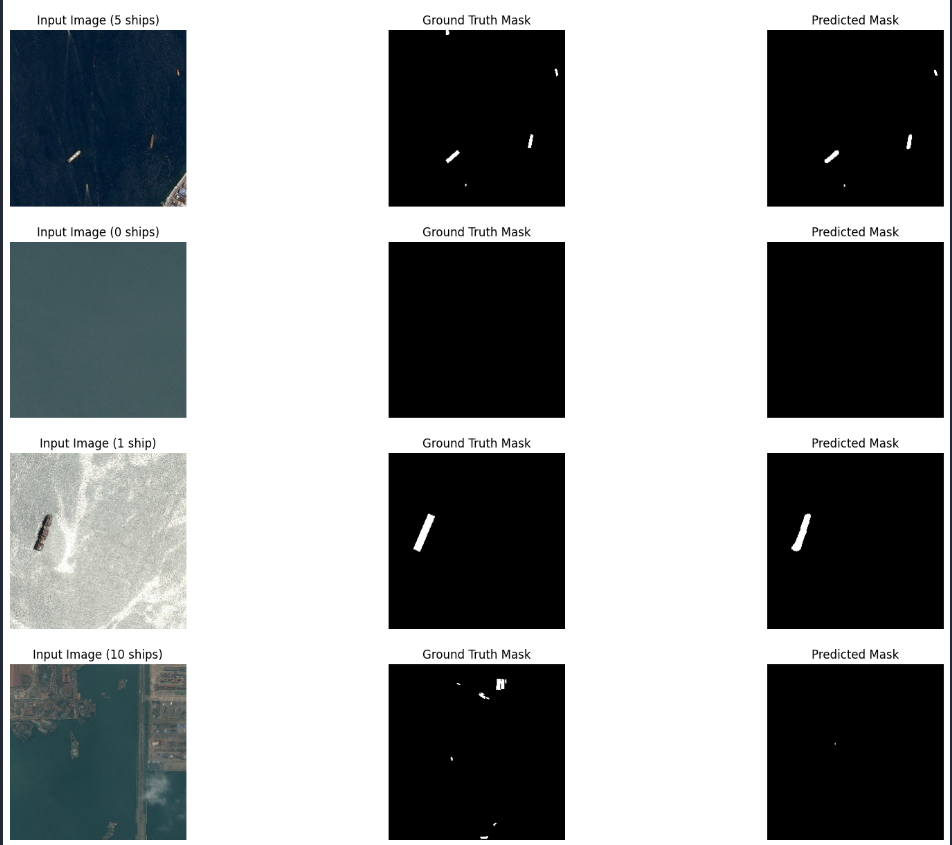 Input Image (5 ships) Ground Truth Mask Predicted Mask
Input Image (0 ships) Ground Truth Mask Predicted Mask
Input Image (1 ship) Ground Truth Mask Predicted Mask
Input Image (10 ships) Ground Truth Mask Predicted Mask